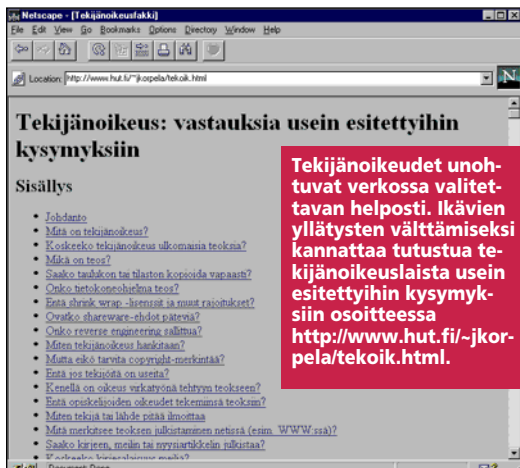 Netscape - [Tekijänoikeusfakki]
File Edit View Go Bookmarks Options Directory Window Help
Location: http://www.hut.fi/~jkorpela/tekoik.html
N
Tekijänoikeus: vastauksia usein esitettyihin
kysymyksiin
Sisällys
Johdanto
Mitä on tekijänoikeus?
Koskeeko tekijänoikeus ulkomaisia teoksia?
Mikä on teos?
Saako taulukon tai tilaston kopioida vapaasti?
Onko tietokoneohjelma teos?
Entä shrink wrap -lisenssit ja muut rajoitukset?
Ovatko shareware-ehdot päteviä?
Onko reverse engineering sallittua?
Miten tekijänoikeus hankitaan?
Mutta eikö tarvita copyright-merkintää?
Entä jos tekijöitä on useita?
Kenellä on oikeus virkatyönä tehtyyn teokseen?
Entä opiskelijoiden oikeudet tekeminsä teoksiin?
Miten tekijä tai lähde pitää ilmoittaa
Mitä merkitsee teoksen julkistaminen netissä (esim. WWW:ssä)?
Saako kirjeen, meilin tai nyysiartikkelin julkistaa?
Koskeeko kirjesalaisuus meiliä?
Document: Done
Tekijänoikeudet unoh-
tuvat verkossa valitet-
tavan helposti. Ikävien
yllätysten välttämiseksi
kannattaa tutustua te-
kijänoikeuslaista usein
esitettyihin kysymyk-
siin osoitteessa
http://www.hut.fi/~jkor-
pela/tekoik.html.